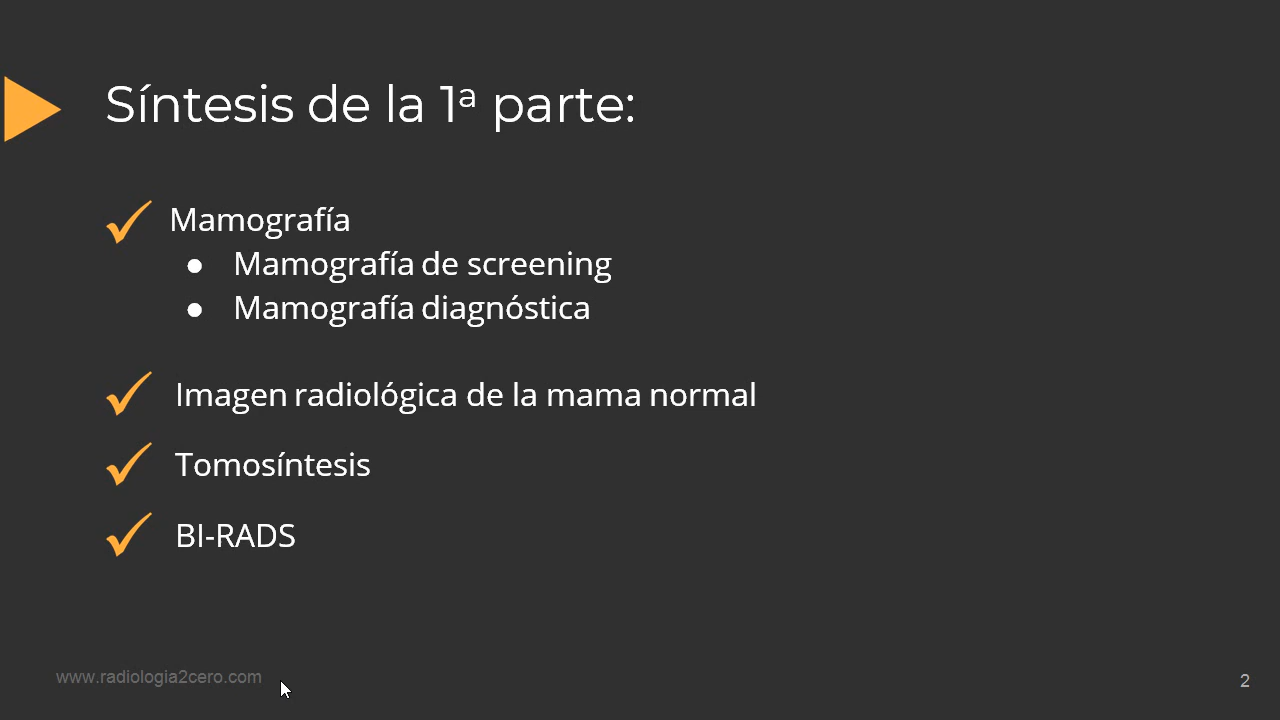 Síntesis de la 1ª parte:
Mamografía
● Mamografía de screening
● Mamografía diagnóstica
Imagen radiológica de la mama normal
Tomosíntesis
BI-RADS
www.radiologia2cero.com
2